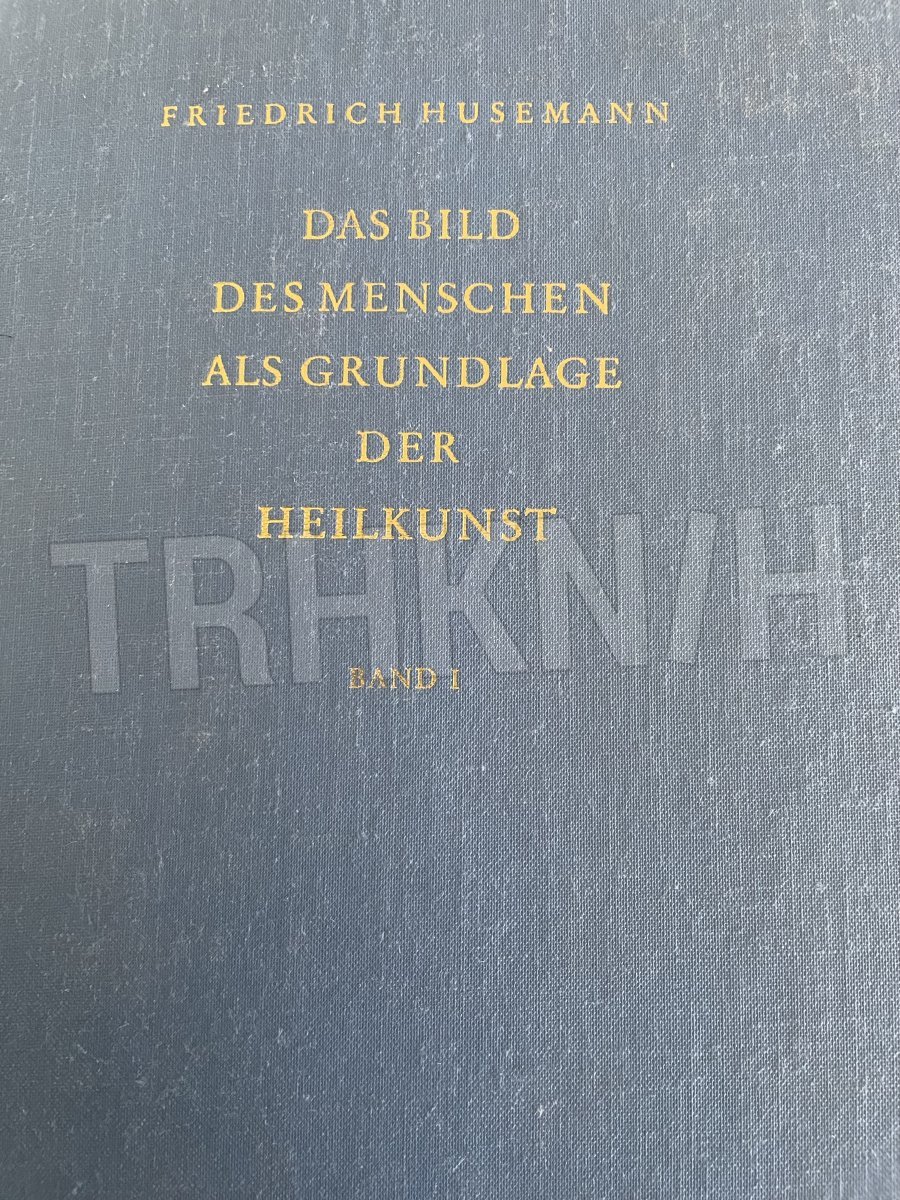 FRIEDRICH HUSEMANN
DAS BILD
DES MENSCHEN
ALS GRUNDLAGE
DER
HEILKUNST
TRHKN/H
BAND I